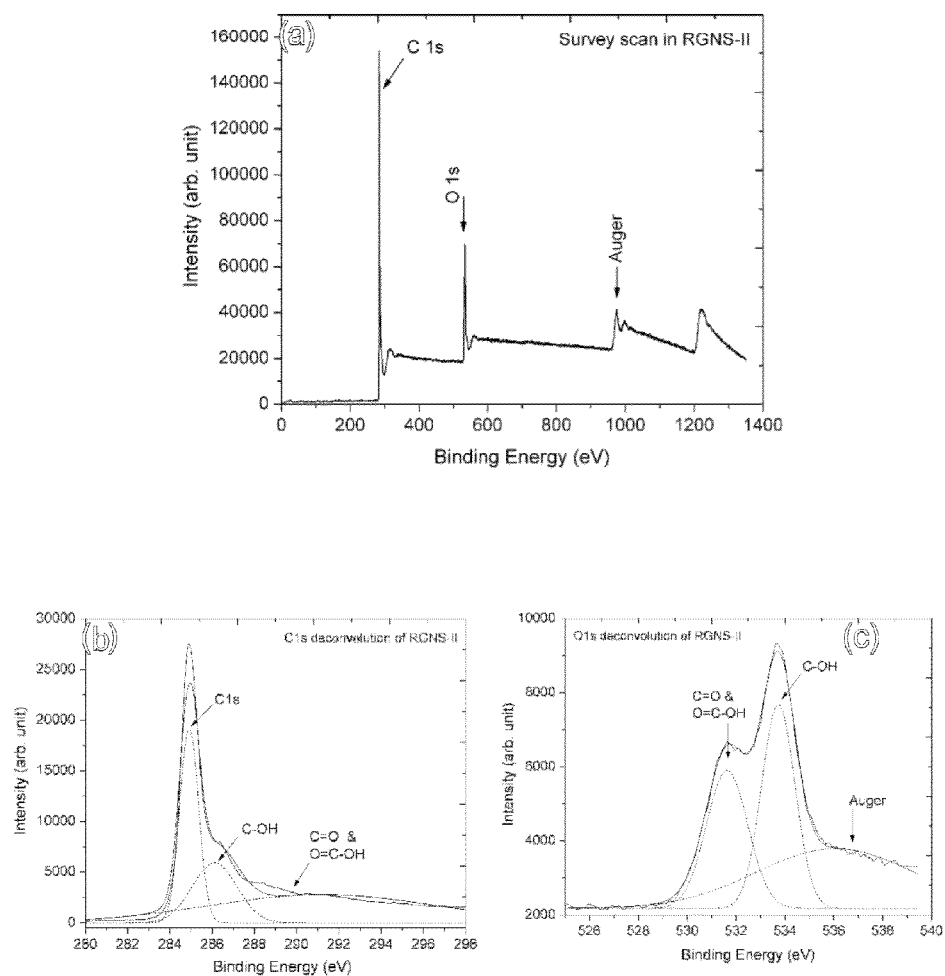 (a)
Survey scan in RGNS-II
C 1s
O 1s
Auger
Intensity (arb. unit)
160000
140000
120000
100000
80000
60000
40000
20000
0
0 200 400 600 800 1000 1200 1400
Binding Energy (eV)
(b)
C1s deconvolution of RGNS-II
C1s
C-OH
C=O &
O=C-OH
Intensity (arb. unit)
30000
25000
20000
15000
10000
5000
0
280 282 284 286 288 290 292 294 296 298
Binding Energy (eV)
(c)
O1s deconvolution of RGNS-II
C-OH
C=O &
O=C-OH
Auger
Intensity (arb. unit)
10000
8000
6000
4000
2000
526 528 530 532 534 536 538 540
Binding Energy (eV)